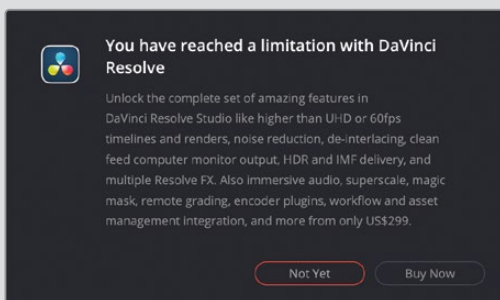 You have reached a limitation with DaVinci
Resolve
Unlock the complete set of amazing features in
DaVinci Resolve Studio like higher than UHD or 60fps
timelines and renders, noise reduction, de-interlacing, clean
feed computer monitor output, HDR and IMF delivery, and
multiple Resolve FX. Also immersive audio, superscale, magic
mask, remote grading, encoder plugins, workflow and asset
management integration, and more from only US$299.
Not Yet
Buy Now